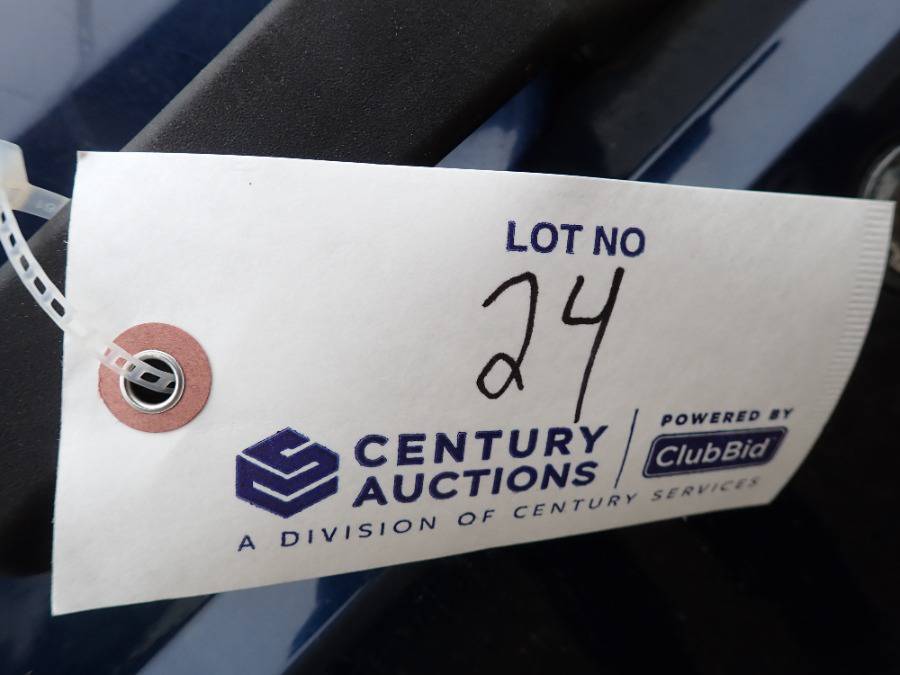 LOT NO
24
CENTURY AUCTIONS
POWERED BY
ClubBid
A DIVISION OF CENTURY SERVICES